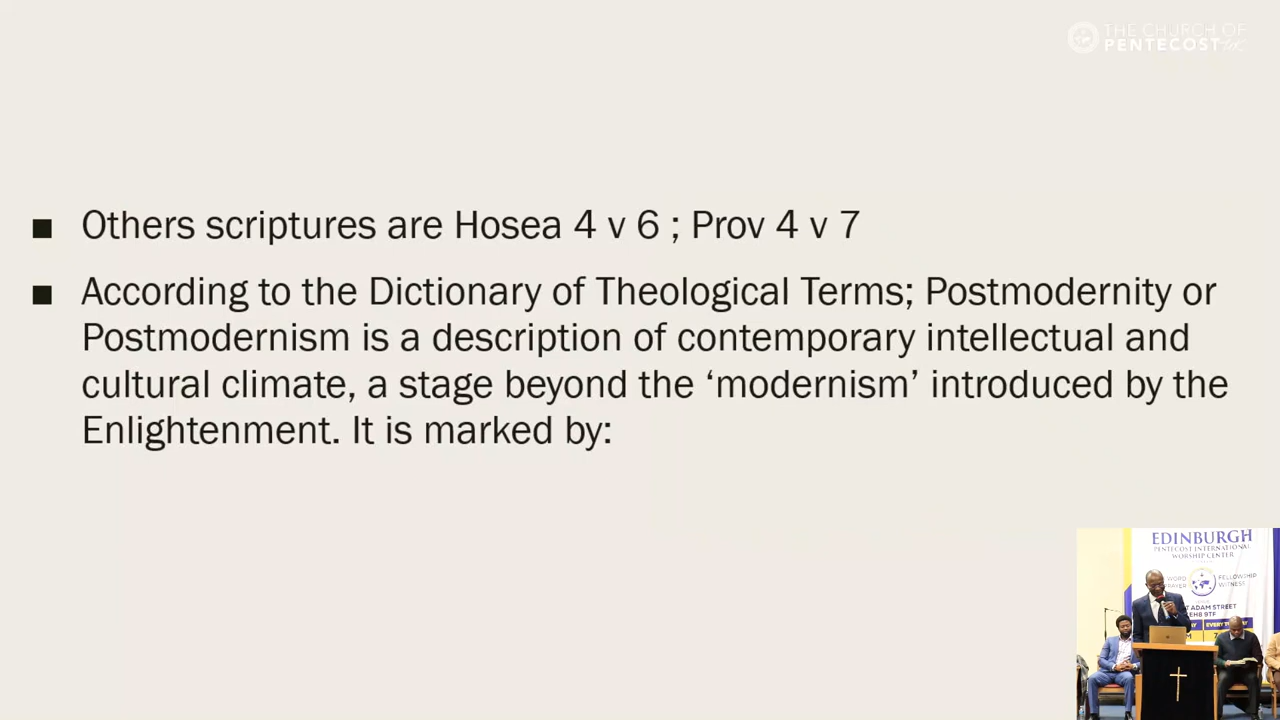 THE CHURCH OF
PENTECOST UK
■ Others scriptures are Hosea 4 v 6 ; Prov 4 v 7
■ According to the Dictionary of Theological Terms; Postmodernity or
Postmodernism is a description of contemporary intellectual and
cultural climate, a stage beyond the ‘modernism’ introduced by the
Enlightenment. It is marked by:
EDINBURGH
PENTECOST INTERNATIONAL
WORSHIP CENTER
WORD
PRAYER
FELLOWSHIP
WITNESS
ADAM STREET
EH8 9TF